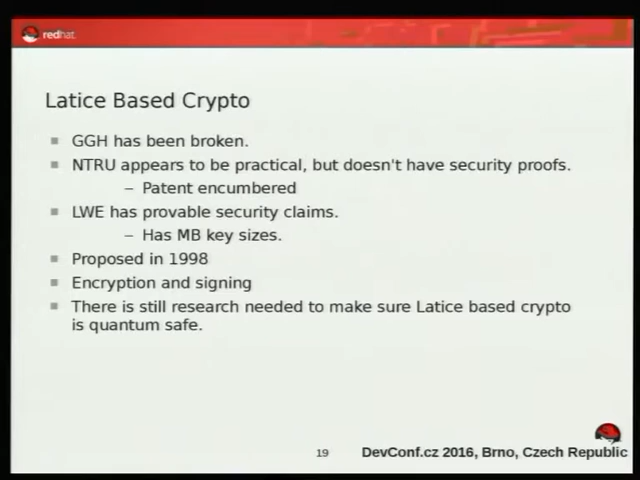 redhat.
Latice Based Crypto
GGH has been broken.
NTRU appears to be practical, but doesn't have security proofs.
– Patent encumbered
LWE has provable security claims.
– Has MB key sizes.
Proposed in 1998
Encryption and signing
There is still research needed to make sure Latice based crypto
is quantum safe.
19
DevConf.cz 2016, Brno, Czech Republic